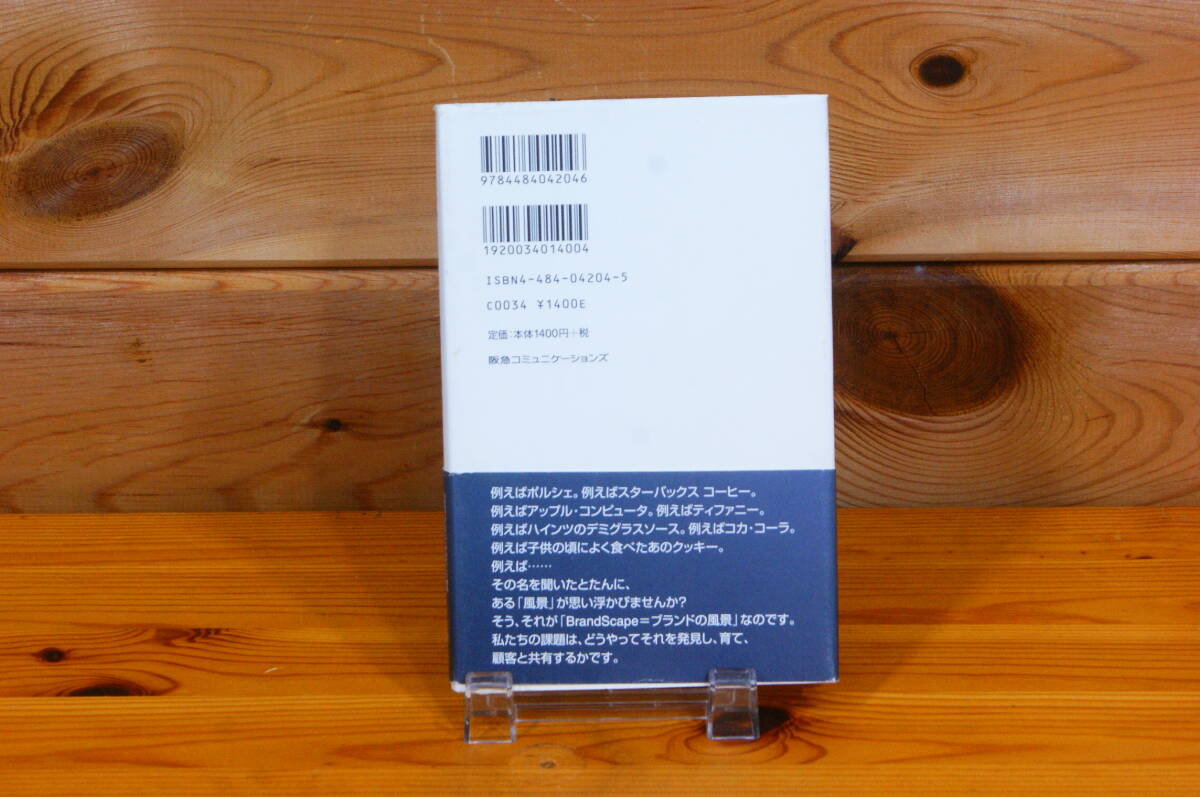 9784484042046
1920034014004
ISBN4-484-04204-5
C0034 ¥1400E
定価：本体1400円＋税
阪急コミュニケーションズ
例えばポルシェ。例えばスターバックス コーヒー。
例えばアップル・コンピュータ。例えばティファニー。
例えばハインツのデミグラスソース。例えばコカ・コーラ。
例えば子供の頃によく食べたあのクッキー。
例えば……
その名を聞いたとたんに、
ある「風景」が思い浮かびませんか?
そう、それが「BrandScape＝ブランドの風景」なのです。
私たちの課題は、どうやってそれを発見し、育て、
顧客と共有するかです。